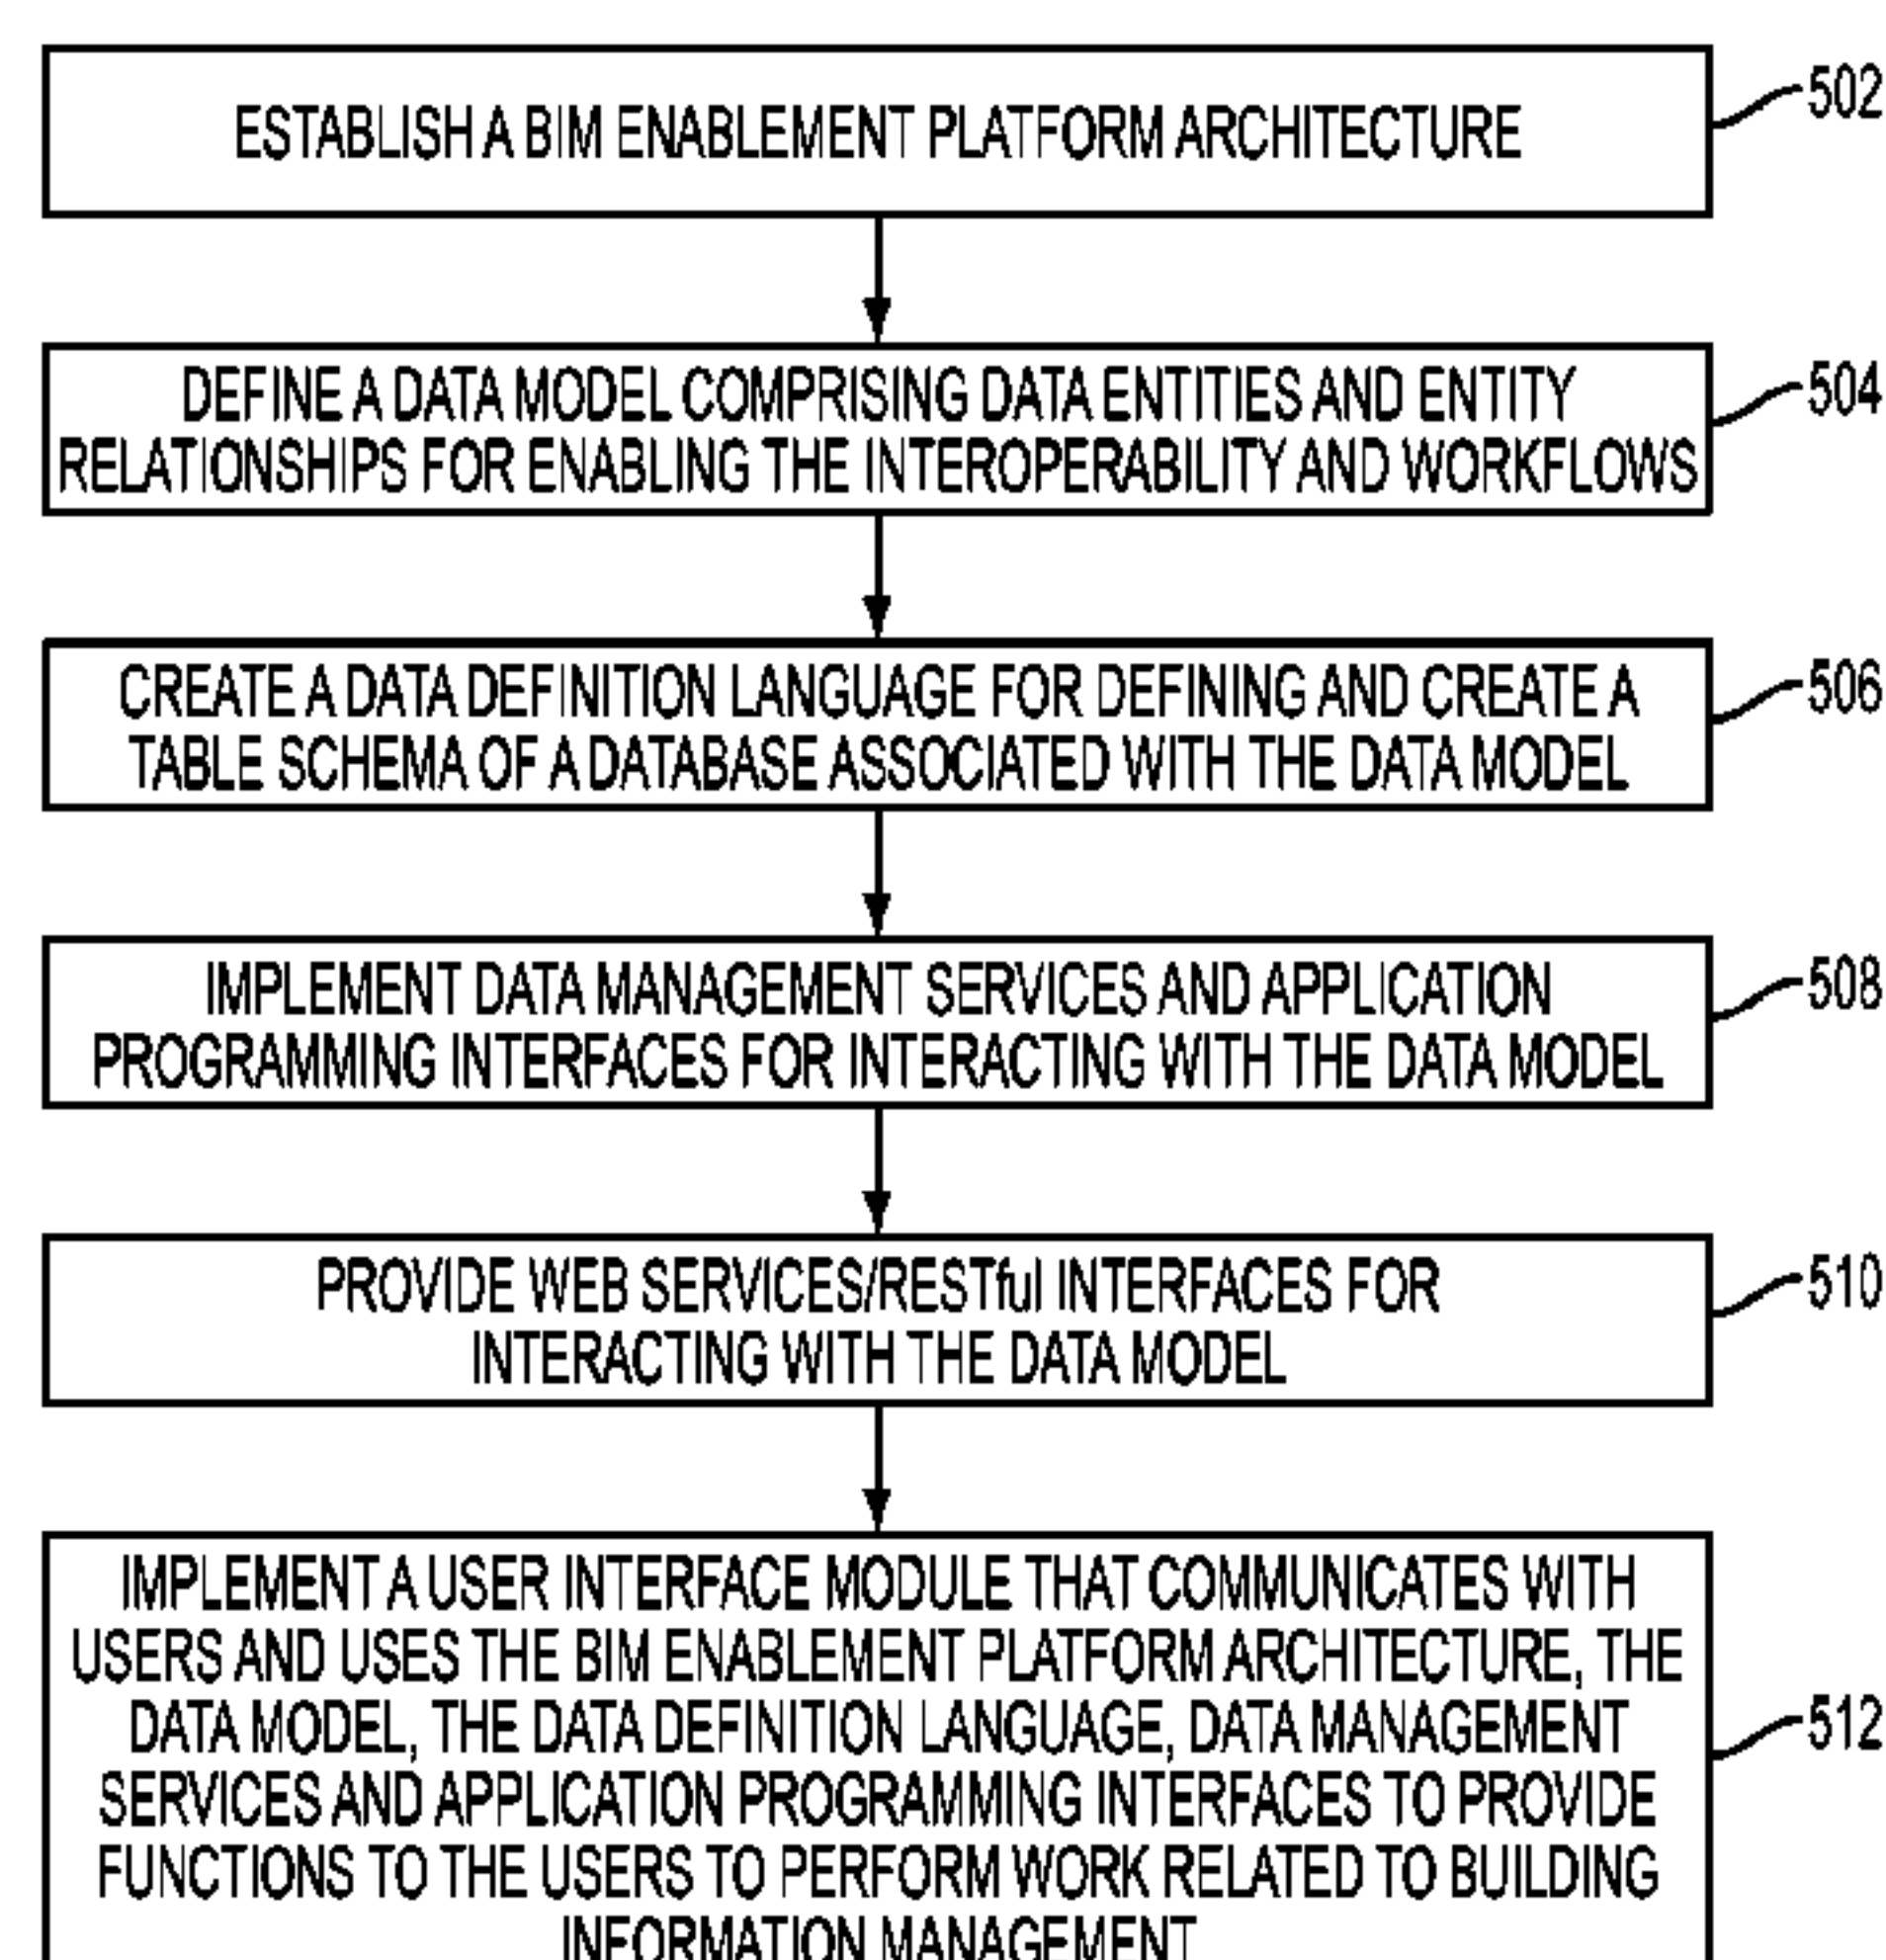 ESTABLISH A BIM ENABLEMENT PLATFORM ARCHITECTURE
502
DEFINE A DATA MODEL COMPRISING DATA ENTITIES AND ENTITY
RELATIONSHIPS FOR ENABLING THE INTEROPERABILITY AND WORKFLOWS
504
CREATE A DATA DEFINITION LANGUAGE FOR DEFINING AND CREATE A
TABLE SCHEMA OF A DATABASE ASSOCIATED WITH THE DATA MODEL
506
IMPLEMENT DATA MANAGEMENT SERVICES AND APPLICATION
PROGRAMMING INTERFACES FOR INTERACTING WITH THE DATA MODEL
508
PROVIDE WEB SERVICES/RESTful INTERFACES FOR
INTERACTING WITH THE DATA MODEL
510
IMPLEMENT A USER INTERFACE MODULE THAT COMMUNICATES WITH
USERS AND USES THE BIM ENABLEMENT PLATFORM ARCHITECTURE, THE
DATA MODEL, THE DATA DEFINITION LANGUAGE, DATA MANAGEMENT
SERVICES AND APPLICATION PROGRAMMING INTERFACES TO PROVIDE
FUNCTIONS TO THE USERS TO PERFORM WORK RELATED TO BUILDING
INFORMATION MANAGEMENT
512